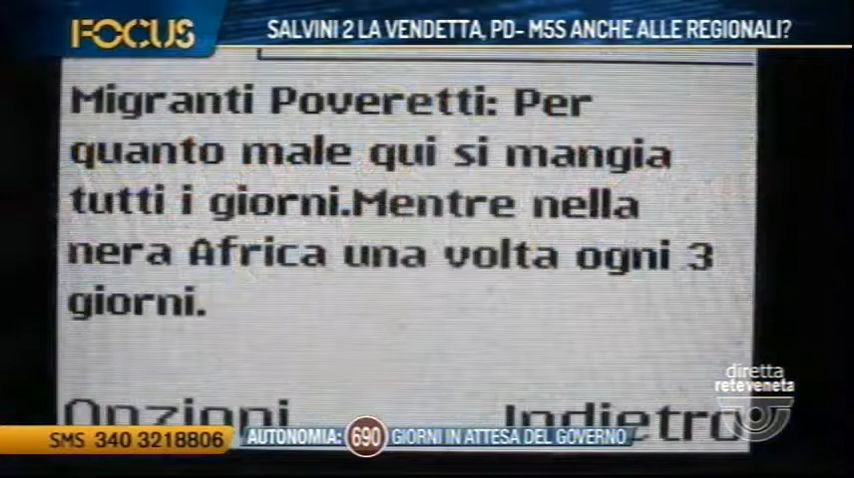 FOCUS
SALVINI 2 LA VENDETTA, PD- M5S ANCHE ALLE REGIONALI?
Migranti Poveretti: Per
quanto male qui si mangia
tutti i giorni.Mentre nella
nera Africa una volta ogni 3
giorni.
Opzioni
Indietro
diretta
reteveneta
SMS 340 3218806
AUTONOMIA: 690 GIORNI IN ATTESA DEL GOVERNO